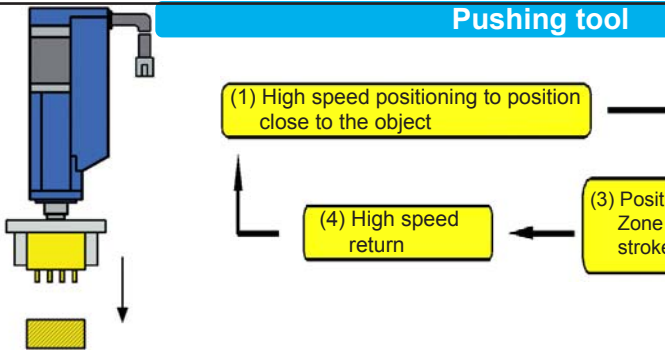 Pushing tool
(1) High speed positioning to position
close to the object
(3) Posit
Zone
stroke
(4) High speed
return